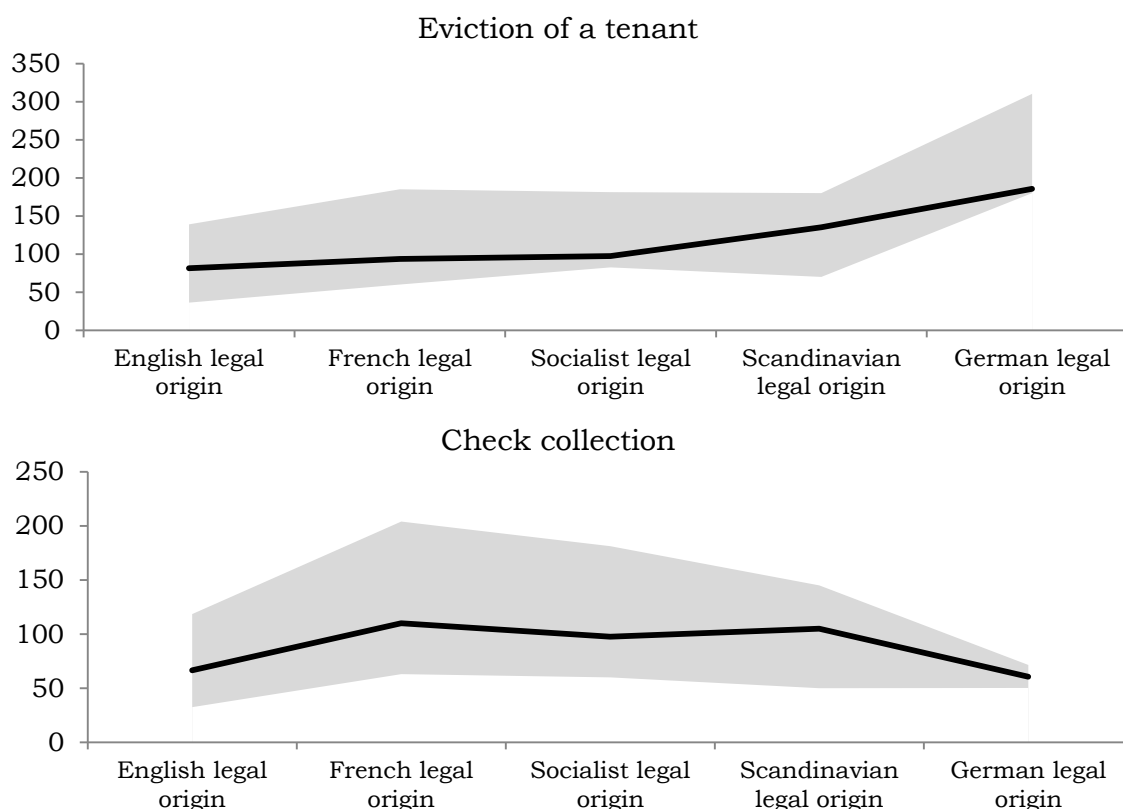 Eviction of a tenant
350
300
250
200
150
100
50
0
English legal origin
French legal origin
Socialist legal origin
Scandinavian legal origin
German legal origin
Check collection
250
200
150
100
50
0
English legal origin
French legal origin
Socialist legal origin
Scandinavian legal origin
German legal origin